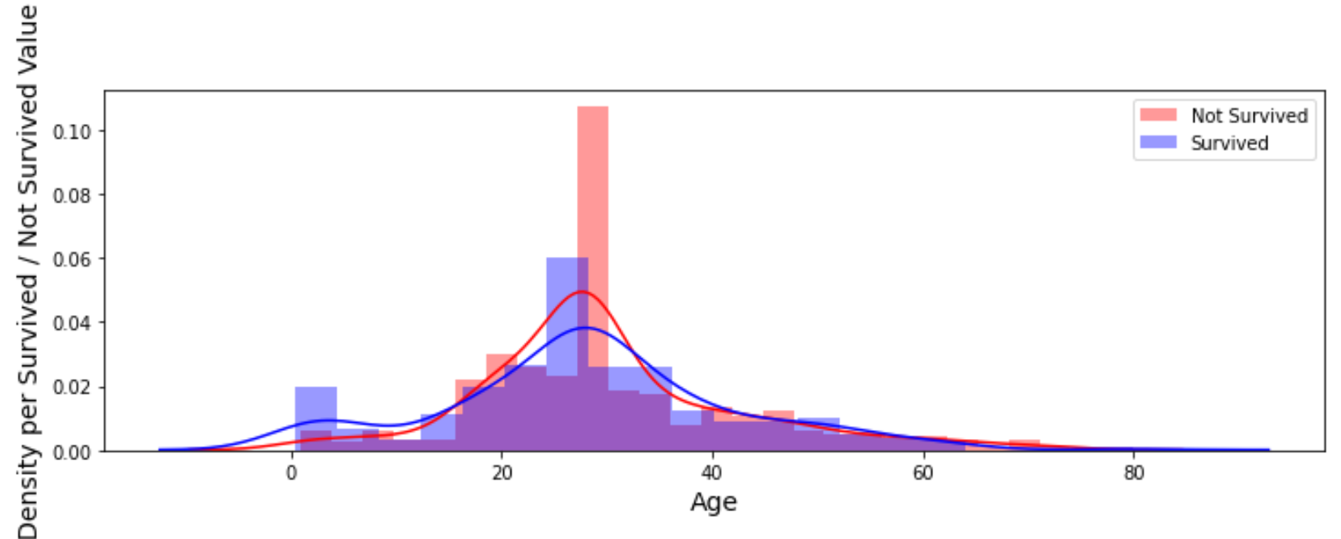 Density per Survived / Not Survived Value
0.10
0.08
0.06
0.04
0.02
0.00
Not Survived
Survived
0 20 40 60 80
Age